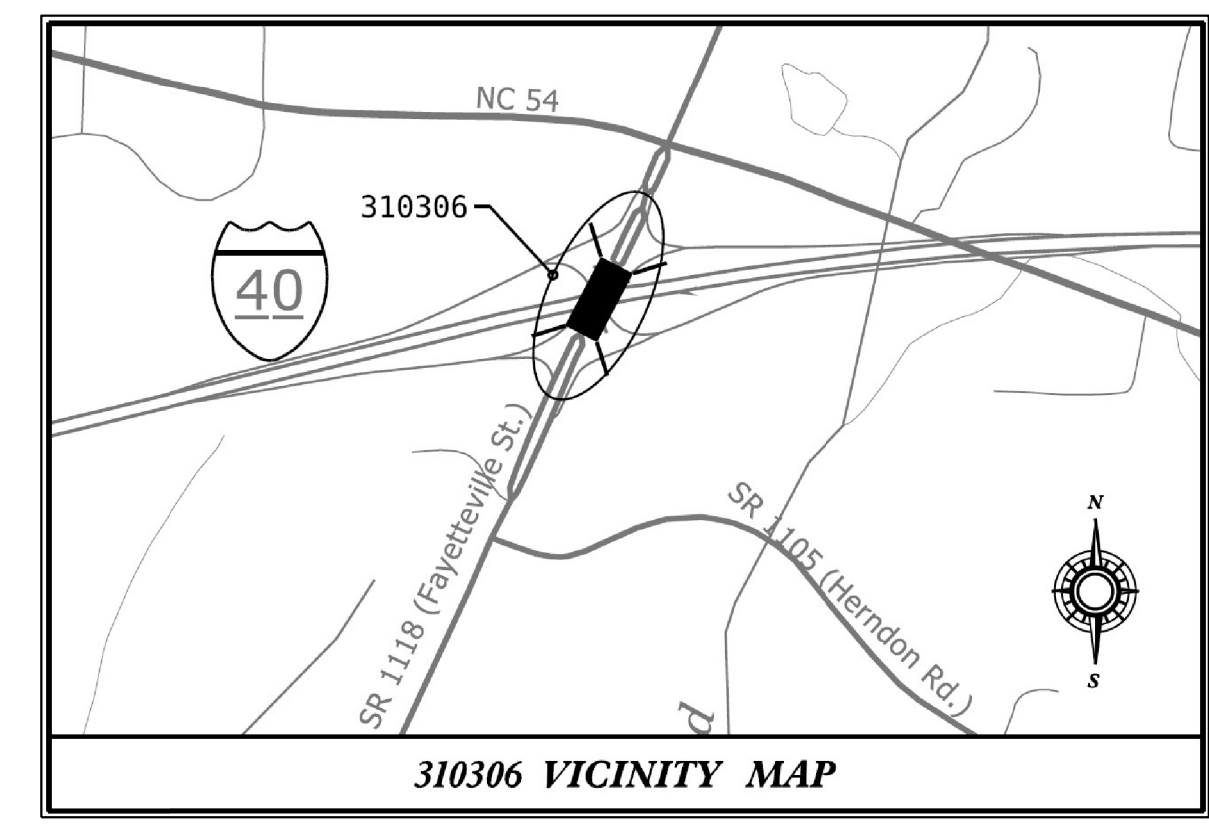 NC 54
310306
40
SR 1118 (Fayetteville St.)
SR 1105 (Herndon Rd.)
N
S
d
310306 VICINITY MAP